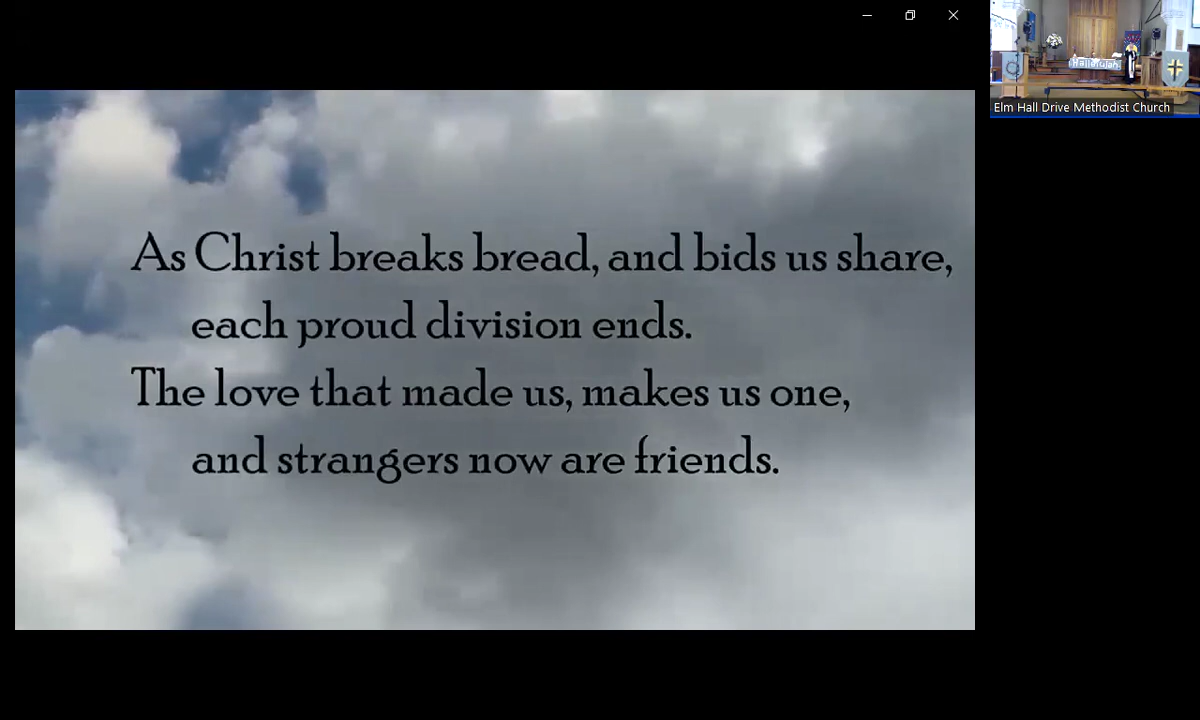 As Christ breaks bread, and bids us share,
each proud division ends.
The love that made us, makes us one,
and strangers now are friends.
Hallelujah
Elm Hall Drive Methodist Church